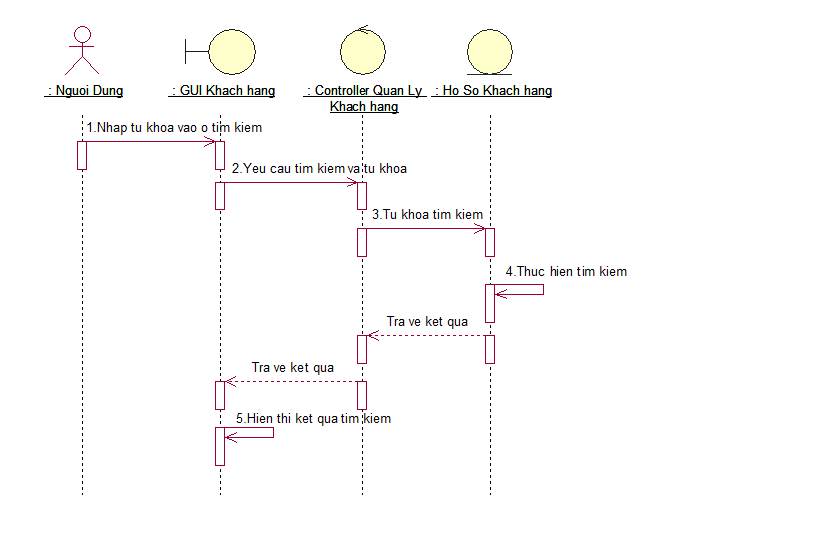 : Nguoi Dung
: GUI Khach hang
: Controller Quan Ly
Khach hang
: Ho So Khach hang
1.Nhap tu khoa vao o tim kiem
2.Yeu cau tim kiem va tu khoa
3.Tu khoa tim kiem
4.Thuc hien tim kiem
Tra ve ket qua
Tra ve ket qua
5.Hien thi ket qua tim kiem